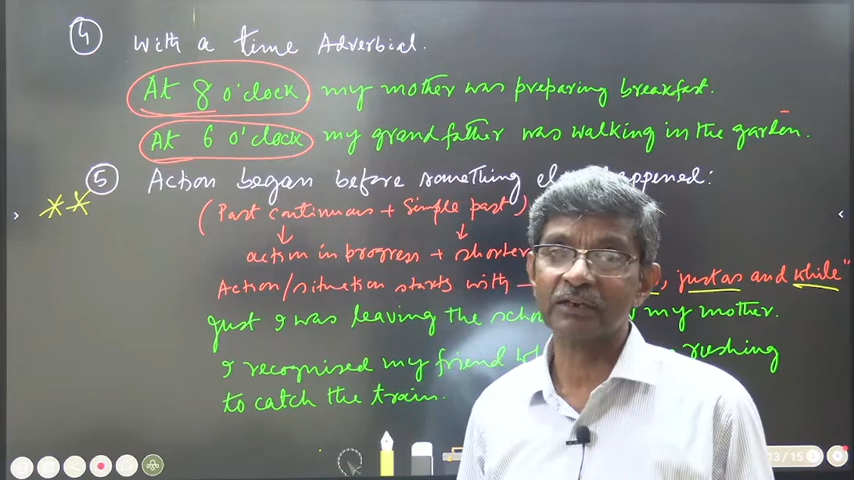 4 With a time Adverbial.
At 8 o'clock, my mother was preparing breakfast.
At 6 o'clock my grandfather was walking in the garden.
5 Action began before something happened:
(Past continuous + Simple past)
action in progress + shorter
Action/situation starts with — , just as and while"
Just I was leaving the my mother.
I recognised my friend rushing
to catch the train.
13/15